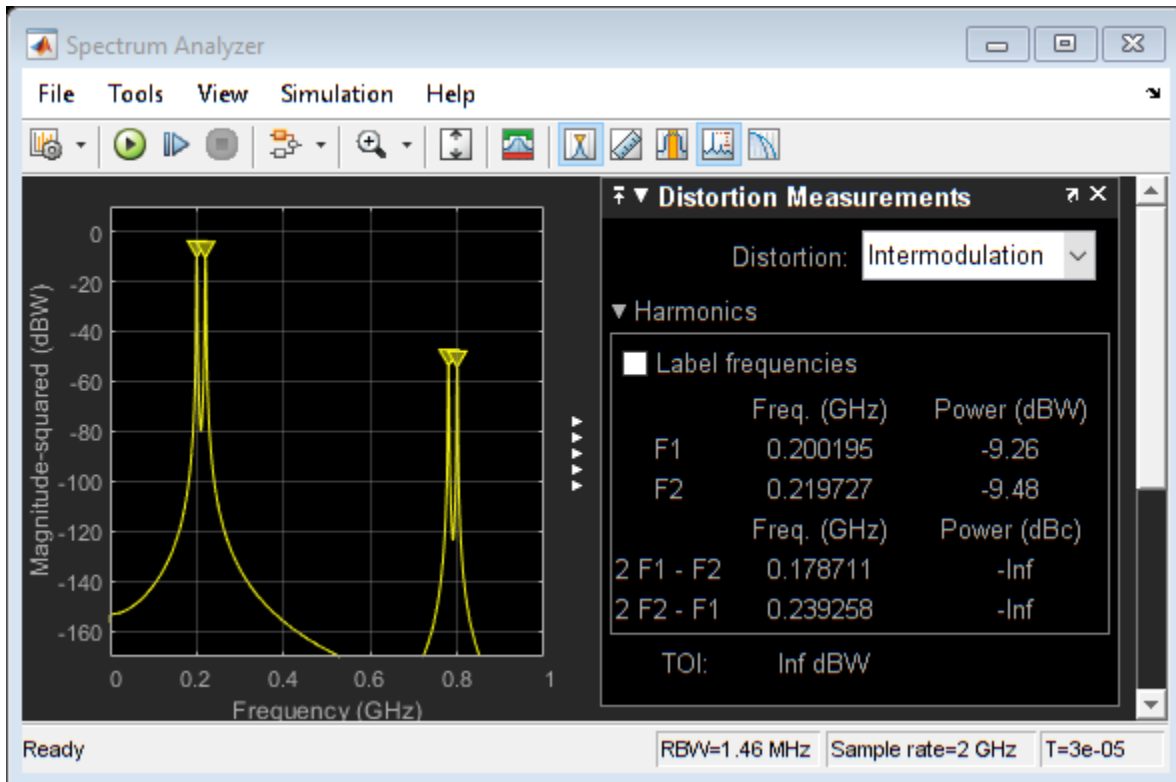 Spectrum Analyzer
File Tools View Simulation Help
Distortion Measurements
Distortion: Intermodulation
Harmonics
Label frequencies
Freq. (GHz) Power (dBW)
F1 0.200195 -9.26
F2 0.219727 -9.48
Freq. (GHz) Power (dBc)
2 F1 - F2 0.178711 -Inf
2 F2 - F1 0.239258 -Inf
TOI: Inf dBW
Magnitude-squared (dBW)
0
-20
-40
-60
-80
-100
-120
-140
-160
0 0.2 0.4 0.6 0.8 1
Frequency (GHz)
Ready RBW=1.46 MHz Sample rate=2 GHz T=3e-05